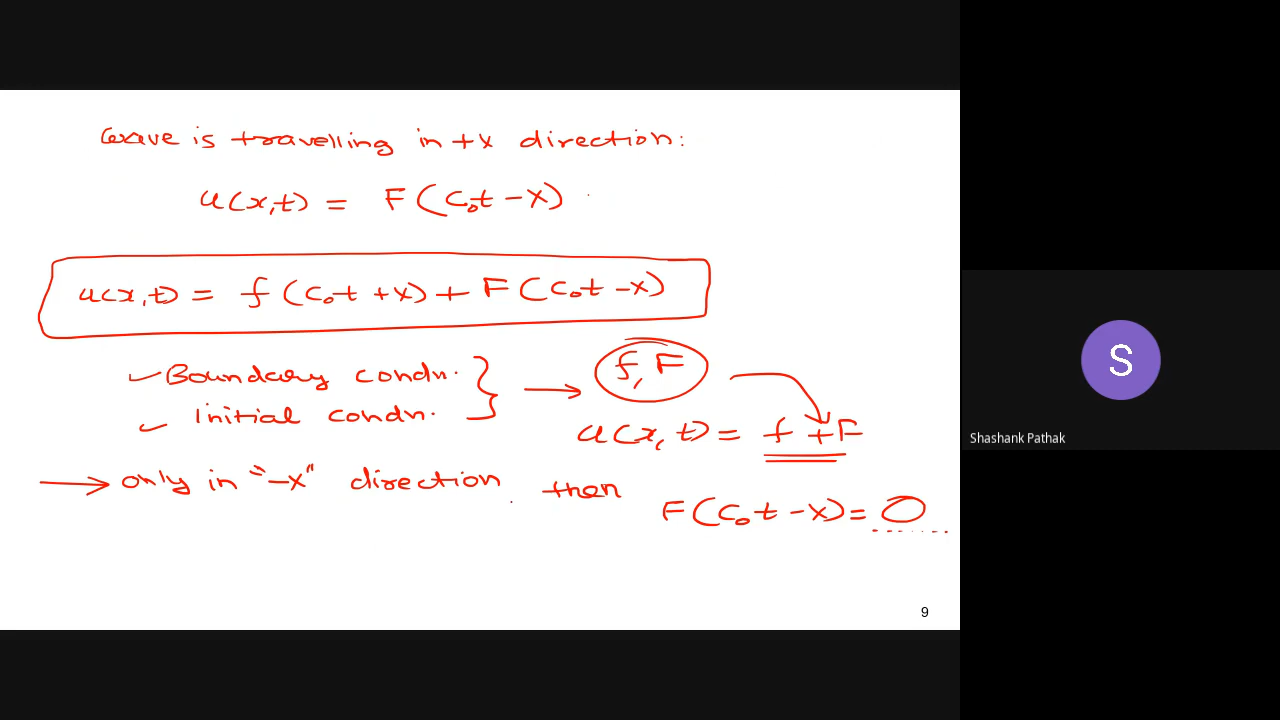 wave is travelling in +x direction:
u(x,t) = F(C₀t - x)
u(x,t) = f(C₀t + x) + F(C₀t - x)
✓ Boundary condn.
✓ Initial condn.
} → f, F
u(x,t) = f + F
→ only in "-x" direction. then
F(C₀t - x) = 0
9
S
Shashank Pathak